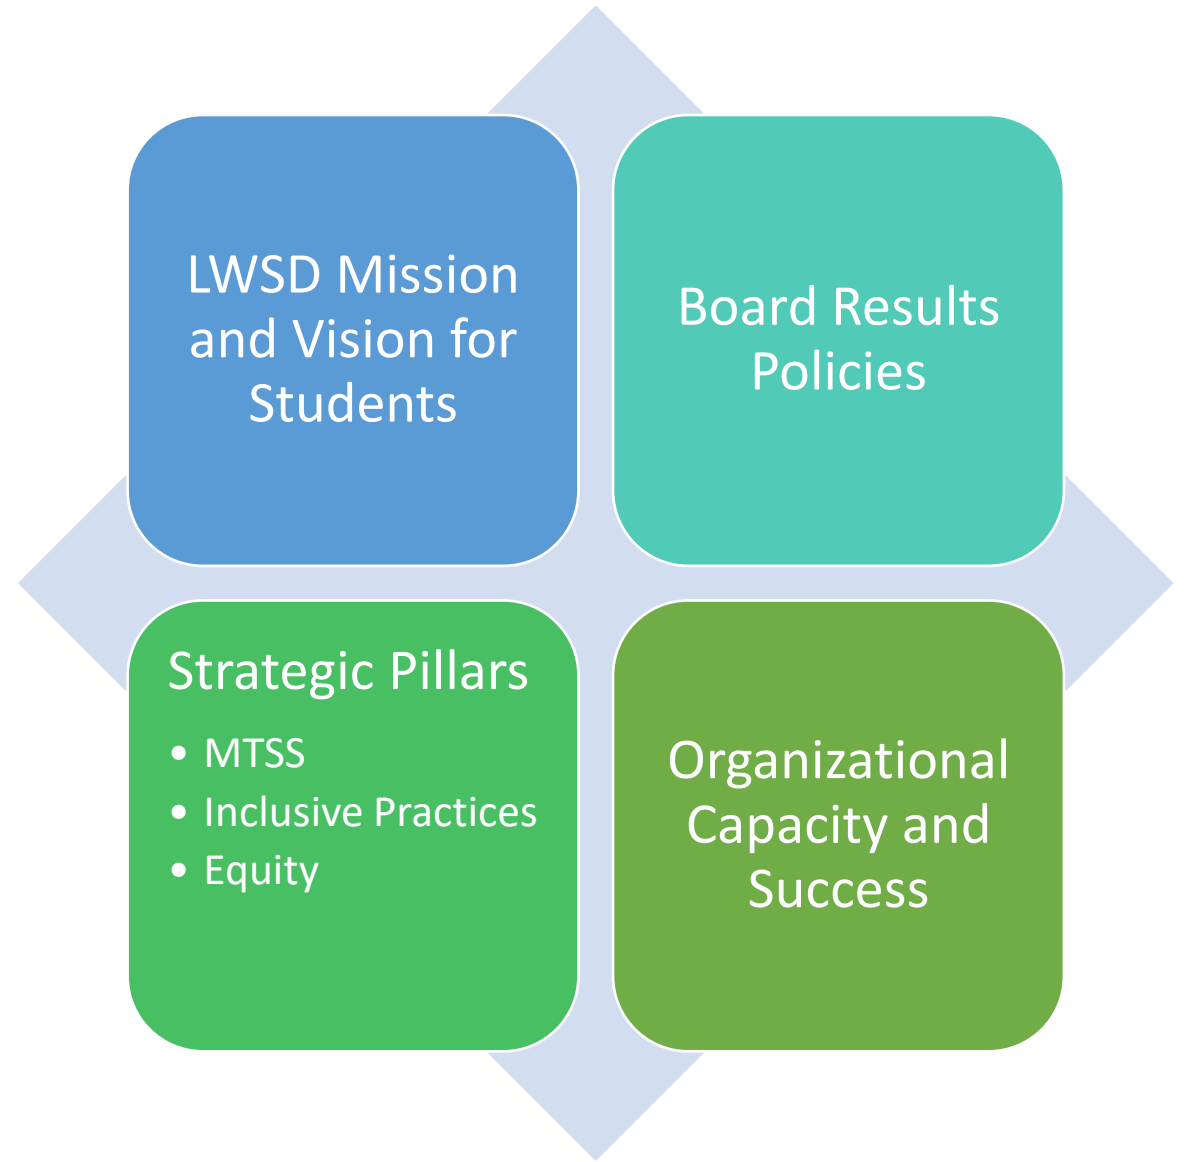 LWSD Mission
and Vision for
Students
Board Results
Policies
Strategic Pillars
• MTSS
• Inclusive Practices
• Equity
Organizational
Capacity and
Success